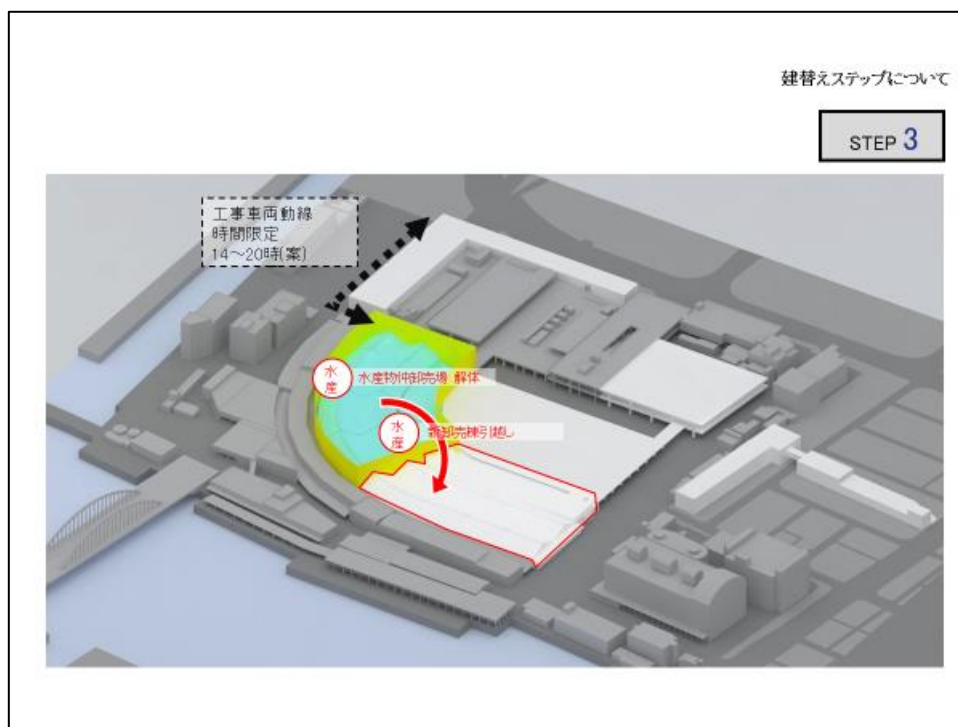 建替えステップについて
STEP 3
工事車両動線
時間限定
14～20時(案)
水産
水産物仲卸売場 解体
水産
新卸売棟引越し